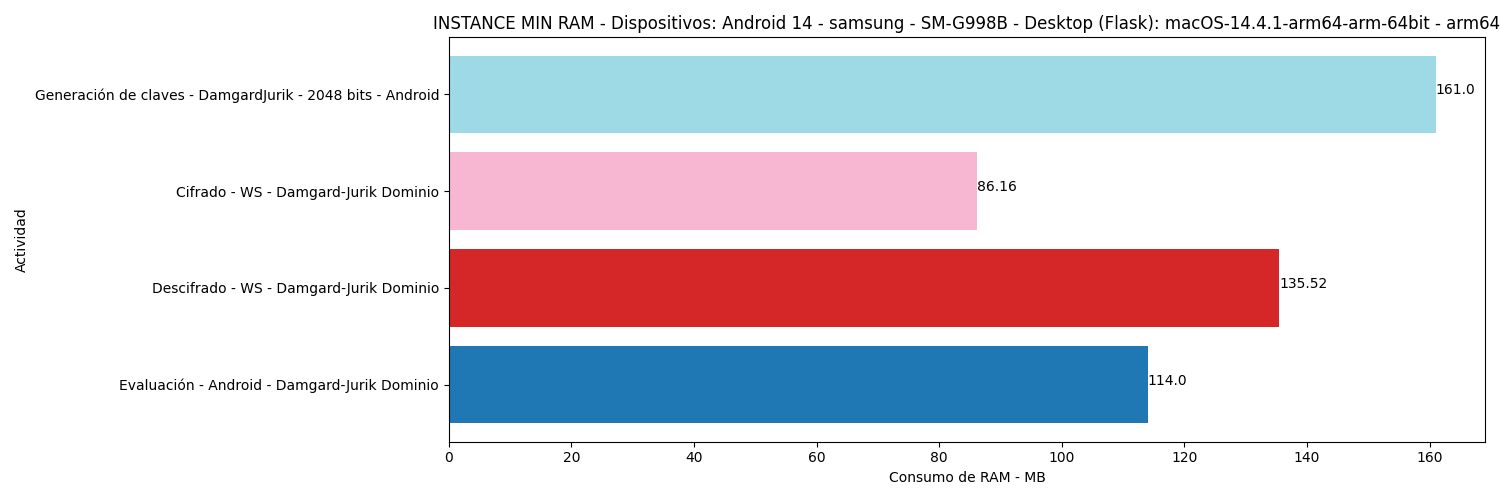 INSTANCE MIN RAM - Dispositivos: Android 14 - samsung - SM-G998B - Desktop (Flask): macOS-14.4.1-arm64-arm-64bit - arm64
Generación de claves - DamgardJurik - 2048 bits - Android
161.0
Cifrado - WS - Damgard-Jurik Dominio
86.16
Descifrado - WS - Damgard-Jurik Dominio
135.52
Evaluación - Android - Damgard-Jurik Dominio
114.0
Actividad
0 20 40 60 80 100 120 140 160
Consumo de RAM - MB